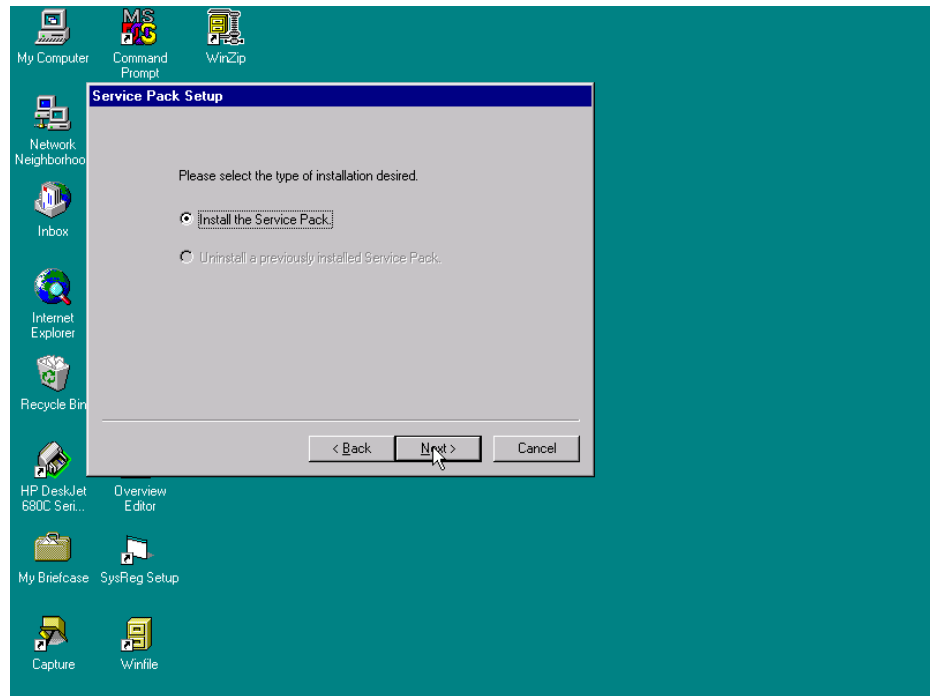 My Computer
MS
Command
Prompt
WinZip
Service Pack Setup
Network
Neighborhoo
Please select the type of installation desired.
Install the Service Pack.
Inbox
Uninstall a previously installed Service Pack.
Internet
Explorer
Recycle Bin
< Back
Next >
Cancel
HP DeskJet
680C Seri...
Overview
Editor
My Briefcase
SysReg Setup
Capture
Winfile